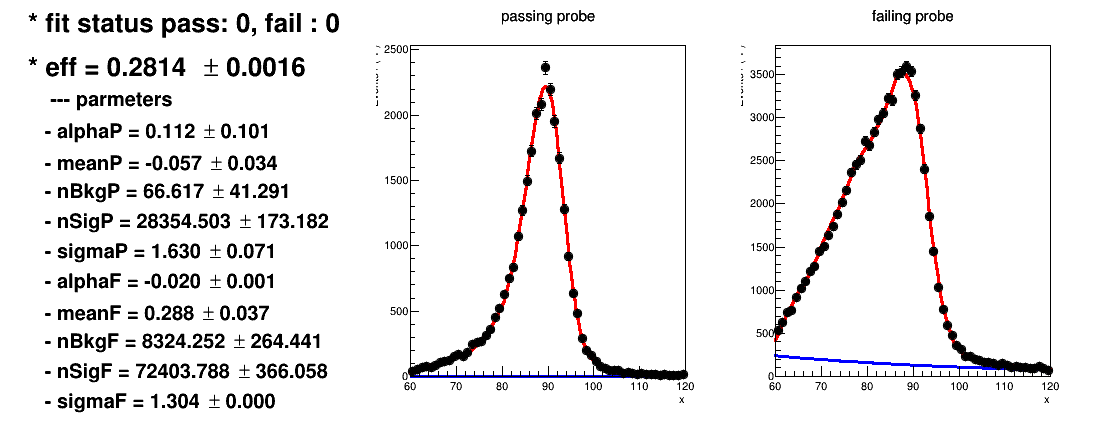 * fit status pass: 0, fail : 0
* eff = 0.2814 ± 0.0016
--- parmeters
- alphaP = 0.112 ± 0.101
- meanP = -0.057 ± 0.034
- nBkgP = 66.617 ± 41.291
- nSigP = 28354.503 ± 173.182
- sigmaP = 1.630 ± 0.071
- alphaF = -0.020 ± 0.001
- meanF = 0.288 ± 0.037
- nBkgF = 8324.252 ± 264.441
- nSigF = 72403.788 ± 366.058
- sigmaF = 1.304 ± 0.000
passing probe
2500
2000
1500
1000
500
0
60 70 80 90 100 110 120
x
failing probe
3500
3000
2500
2000
1500
1000
500
0
60 70 80 90 100 110 120
x